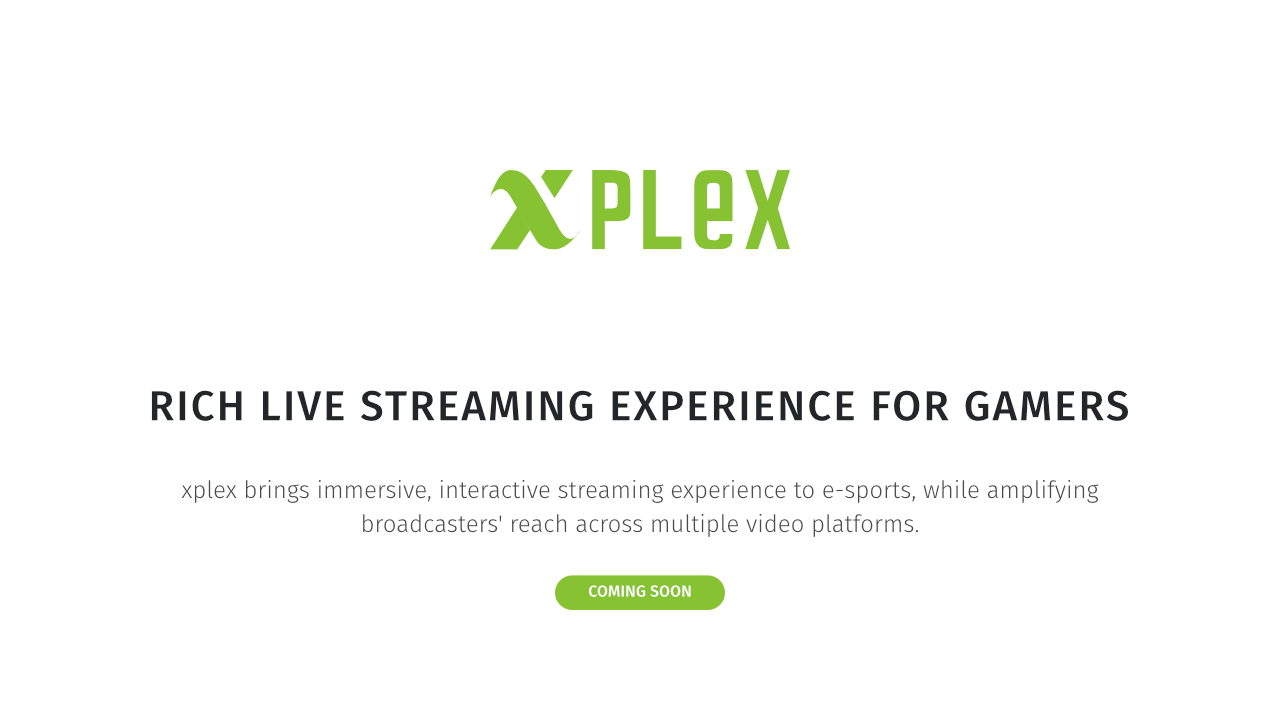 xPLeX
RICH LIVE STREAMING EXPERIENCE FOR GAMERS
xplex brings immersive, interactive streaming experience to e-sports, while amplifying
broadcasters' reach across multiple video platforms.
COMING SOON